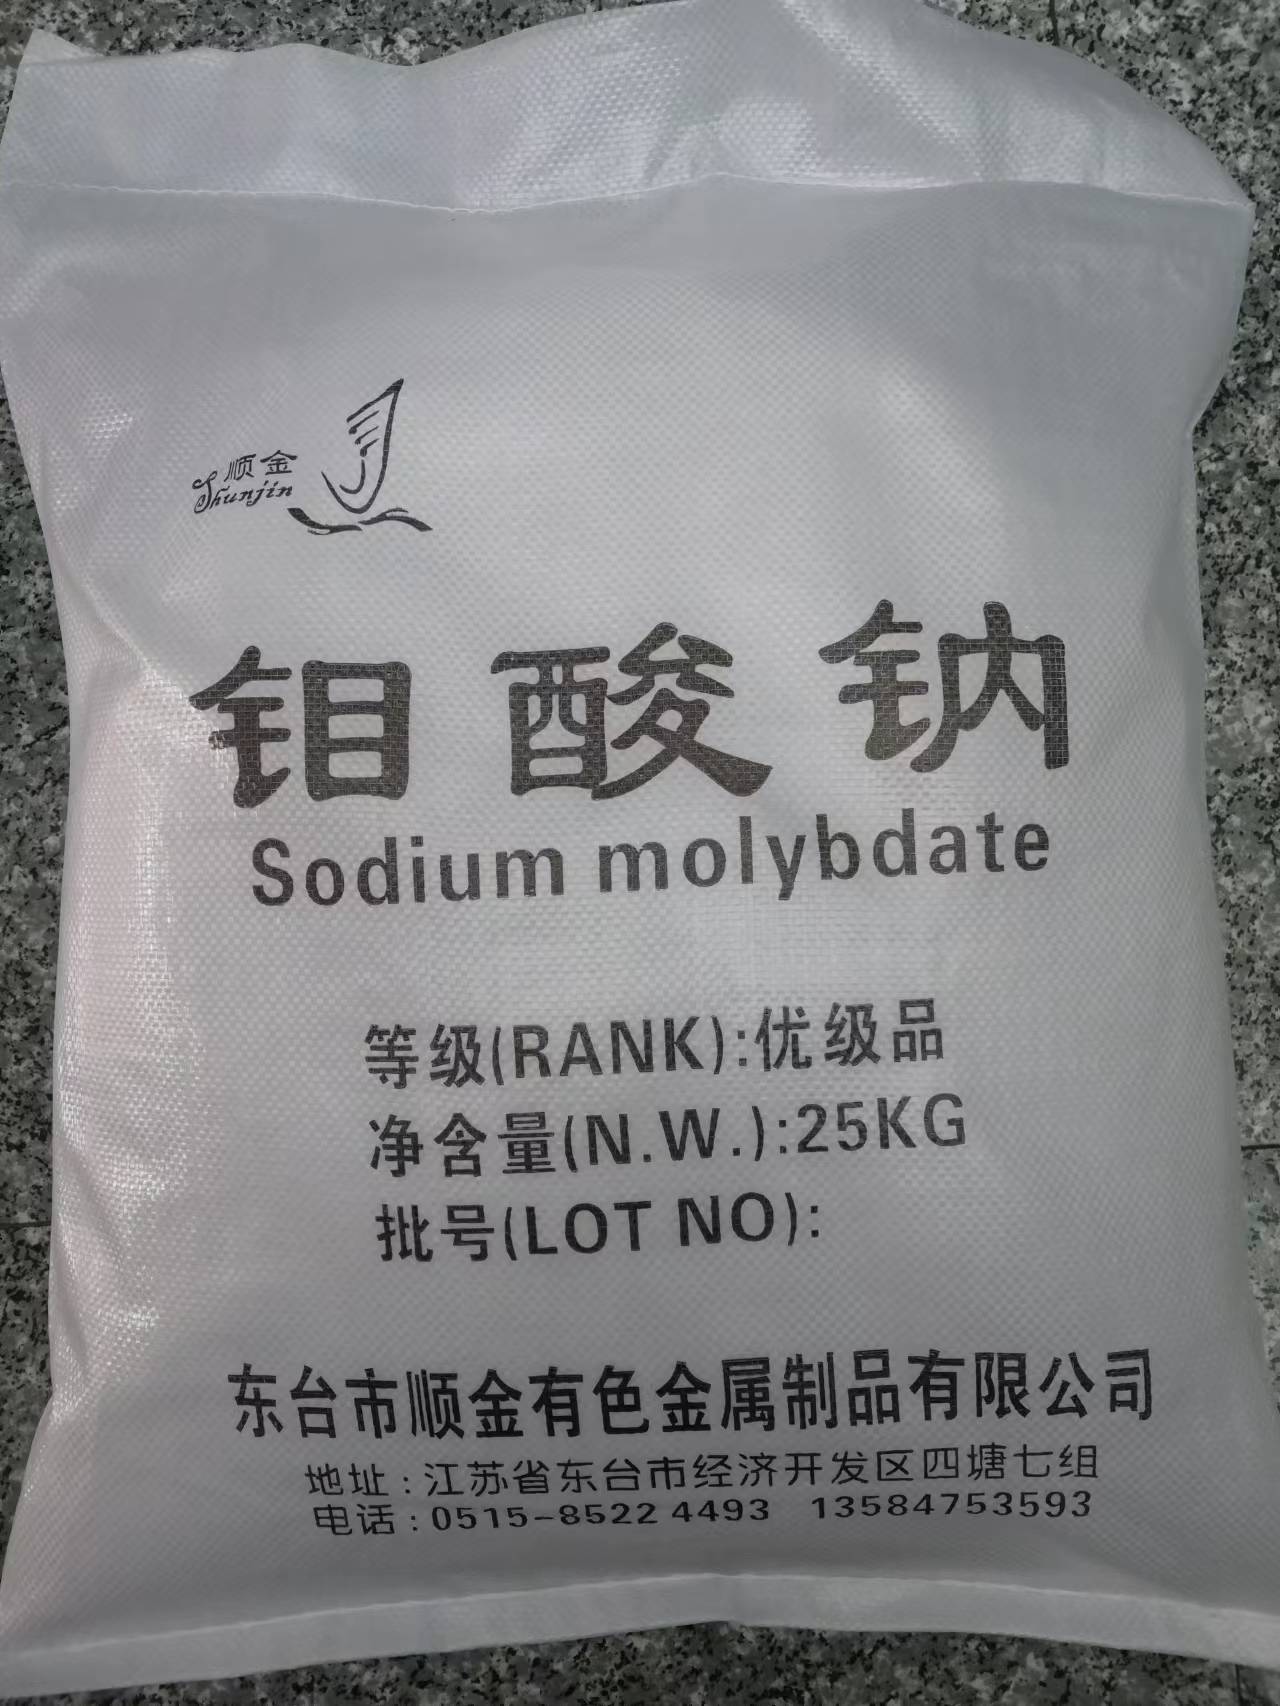 顺金
Shunjin
钼酸钠
Sodium molybdate
等级(RANK):优级品
净含量(N.W.):25KG
批号(LOT NO):
东台市顺金有色金属制品有限公司
地址:江苏省东台市经济开发区四塘七组
电话:0515-8522 4493 13584753593